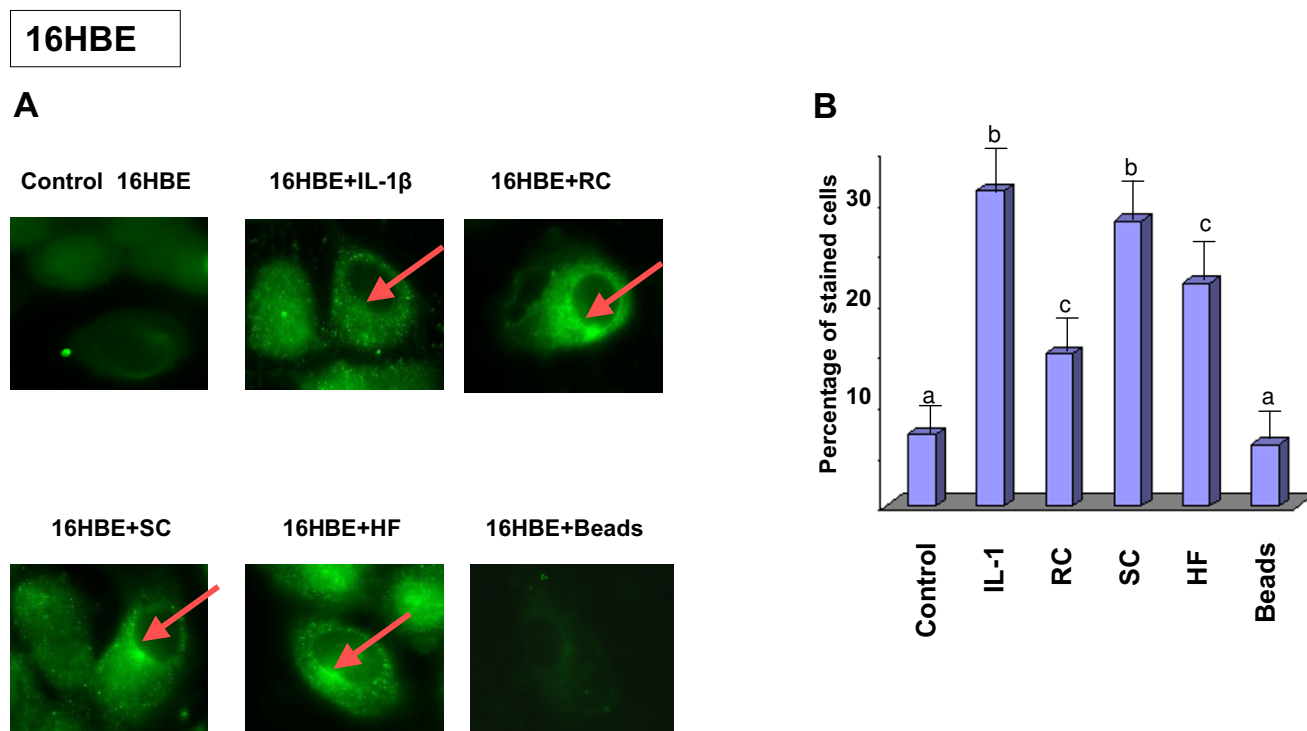 16HBE
A
Control 16HBE
16HBE+IL-1β
16HBE+RC
16HBE+SC
16HBE+HF
16HBE+Beads
B
Percentage of stained cells
30
20
10
a
b
c
b
c
a
Control
IL-1
RC
SC
HF
Beads